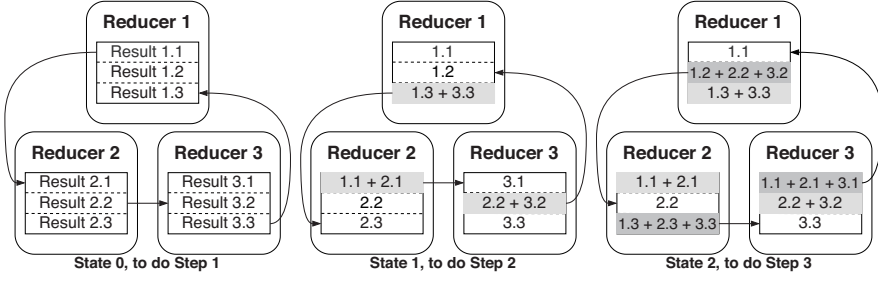 Reducer 1
Result 1.1
Result 1.2
Result 1.3
Reducer 2
Result 2.1
Result 2.2
Result 2.3
Reducer 3
Result 3.1
Result 3.2
Result 3.3
State 0, to do Step 1
Reducer 1
1.1
1.2
1.3 + 3.3
Reducer 2
1.1 + 2.1
2.2
2.3
Reducer 3
3.1
2.2 + 3.2
3.3
State 1, to do Step 2
Reducer 1
1.1
1.2 + 2.2 + 3.2
1.3 + 3.3
Reducer 2
1.1 + 2.1
2.2
1.3 + 2.3 + 3.3
Reducer 3
1.1 + 2.1 + 3.1
2.2 + 3.2
3.3
State 2, to do Step 3